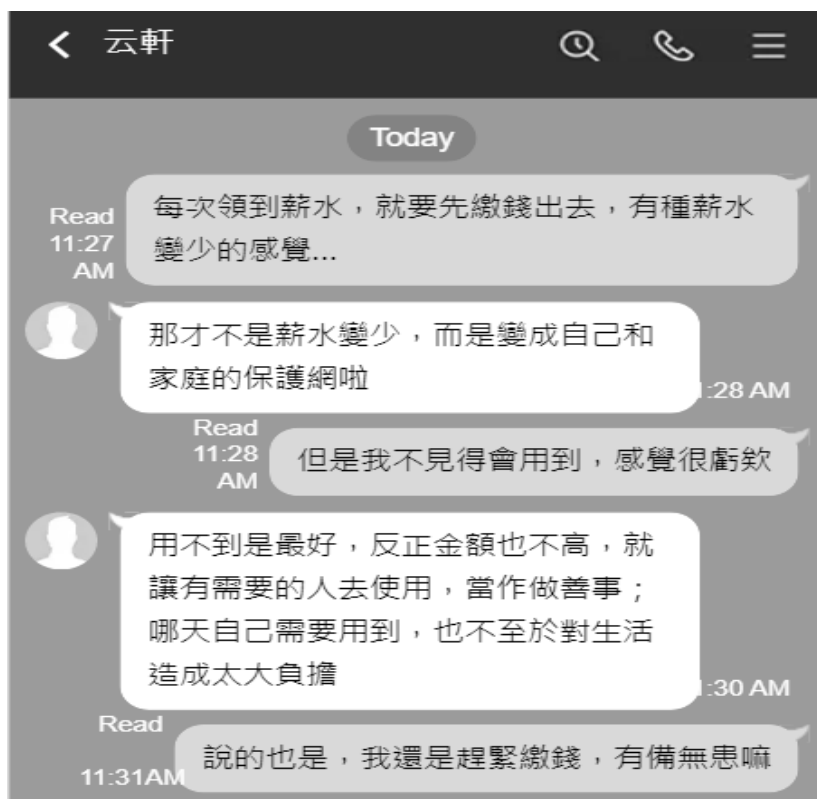 云軒
Today
每次領到薪水，就要先繳錢出去，有種薪水
變少的感覺...
Read
11:27
AM
那才不是薪水變少，而是變成自己和
家庭的保護網啦
:28 AM
Read
11:28
AM
但是我不見得會用到，感覺很虧欸
用不到是最好，反正金額也不高，就
讓有需要的人去使用，當作做善事；
哪天自己需要用到，也不至於對生活
造成太大負擔
:30 AM
Read
11:31AM
說的也是，我還是趕緊繳錢，有備無患嘛